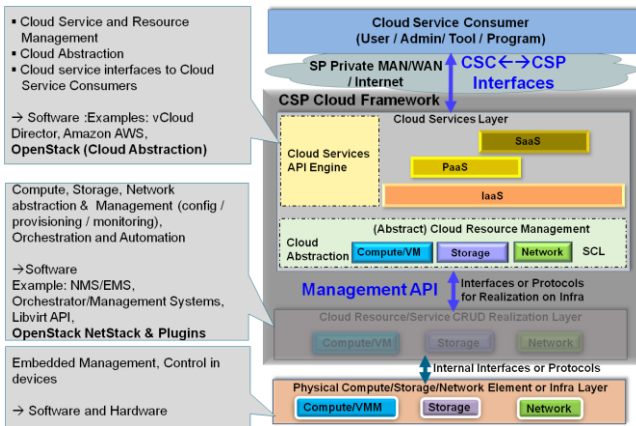 ▪ Cloud Service and Resource
Management
▪ Cloud Abstraction
▪ Cloud service interfaces to Cloud
Service Consumers
→ Software :Examples: vCloud
Director, Amazon AWS,
OpenStack (Cloud Abstraction)
Compute, Storage, Network
abstraction & Management (config /
provisioning / monitoring),
Orchestration and Automation
→Software
Example: NMS/EMS,
Orchestrator/Management Systems,
Libvirt API,
OpenStack NetStack & Plugins
Embedded Management, Control in
devices
→ Software and Hardware
Cloud Service Consumer
(User / Admin/ Tool / Program)
SP Private MAN/WAN
/ Internet
CSC←→CSP
Interfaces
CSP Cloud Framework
Cloud Services Layer
Cloud Services
API Engine
SaaS
PaaS
IaaS
(Abstract) Cloud Resource Management
Cloud
Abstraction
Compute/VM
Storage
Network
SCL
Management API
Interfaces or Protocols
for Realization on Infra
Cloud Resource/Service CRUD Realization Layer
Compute/VM
Storage
Network
Internal Interfaces or Protocols
Physical Compute/Storage/Network Element or Infra Layer
Compute/VMM
Storage
Network